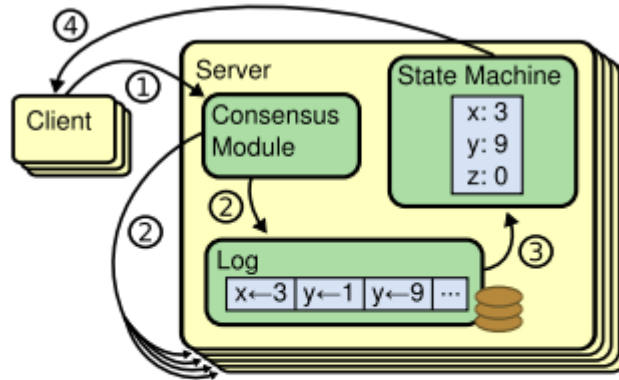 ④
①
Server
State Machine
Client
Consensus
Module
x: 3
y: 9
z: 0
②
②
③
Log
x←3 y←1 y←9 ...